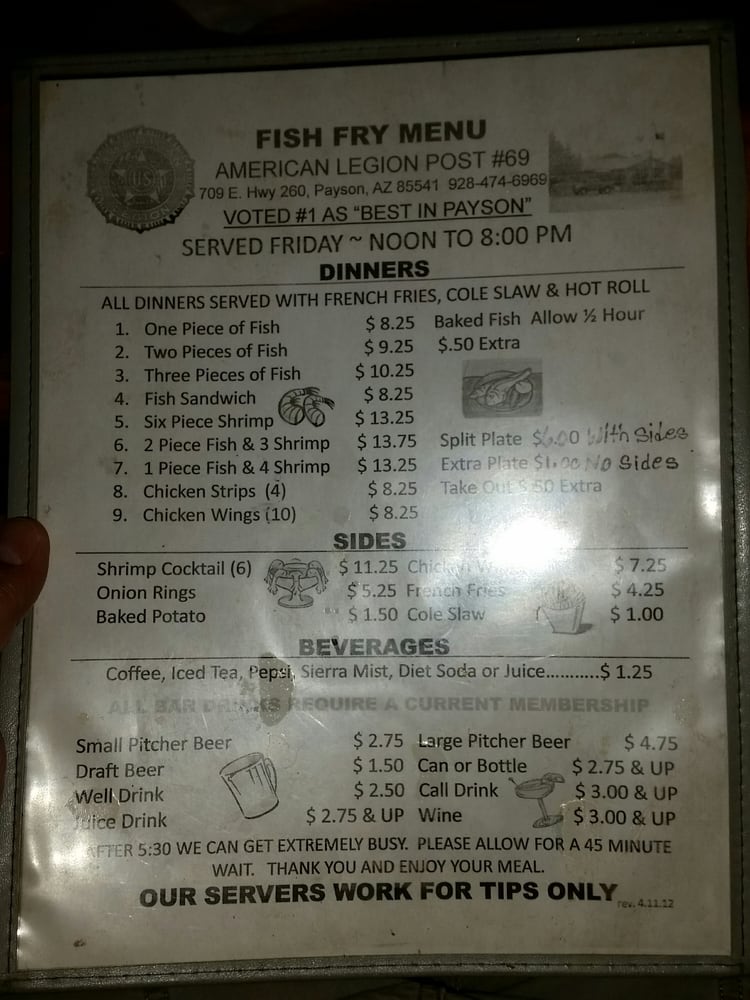 FISH FRY MENU
AMERICAN LEGION POST #69
709 E. Hwy 260, Payson, AZ 85541 928-474-6969
VOTED #1 AS "BEST IN PAYSON"
SERVED FRIDAY ~ NOON TO 8:00 PM
DINNERS
ALL DINNERS SERVED WITH FRENCH FRIES, COLE SLAW & HOT ROLL
1. One Piece of Fish $ 8.25 Baked Fish Allow ½ Hour
2. Two Pieces of Fish $ 9.25 $.50 Extra
3. Three Pieces of Fish $ 10.25
4. Fish Sandwich $ 8.25
5. Six Piece Shrimp $ 13.25
6. 2 Piece Fish & 3 Shrimp $ 13.75 Split Plate With Sides
7. 1 Piece Fish & 4 Shrimp $ 13.25 Extra Plate $1.00 No Sides
8. Chicken Strips (4) $ 8.25 Take Out $.50 Extra
9. Chicken Wings (10) $ 8.25
SIDES
Shrimp Cocktail (6) $ 11.25 Chicken $ 7.25
Onion Rings $ 5.25 French Fries $ 4.25
Baked Potato $ 1.50 Cole Slaw $ 1.00
BEVERAGES
Coffee, Iced Tea, Pepsi, Sierra Mist, Diet Soda or Juice...........$ 1.25
ALL BAR DRINKS REQUIRE A CURRENT MEMBERSHIP
Small Pitcher Beer $ 2.75 Large Pitcher Beer $ 4.75
Draft Beer $ 1.50 Can or Bottle $ 2.75 & UP
Well Drink $ 2.50 Call Drink $ 3.00 & UP
Juice Drink $ 2.75 & UP Wine $ 3.00 & UP
AFTER 5:30 WE CAN GET EXTREMELY BUSY. PLEASE ALLOW FOR A 45 MINUTE
WAIT. THANK YOU AND ENJOY YOUR MEAL.
OUR SERVERS WORK FOR TIPS ONLY
rev. 4.11.12